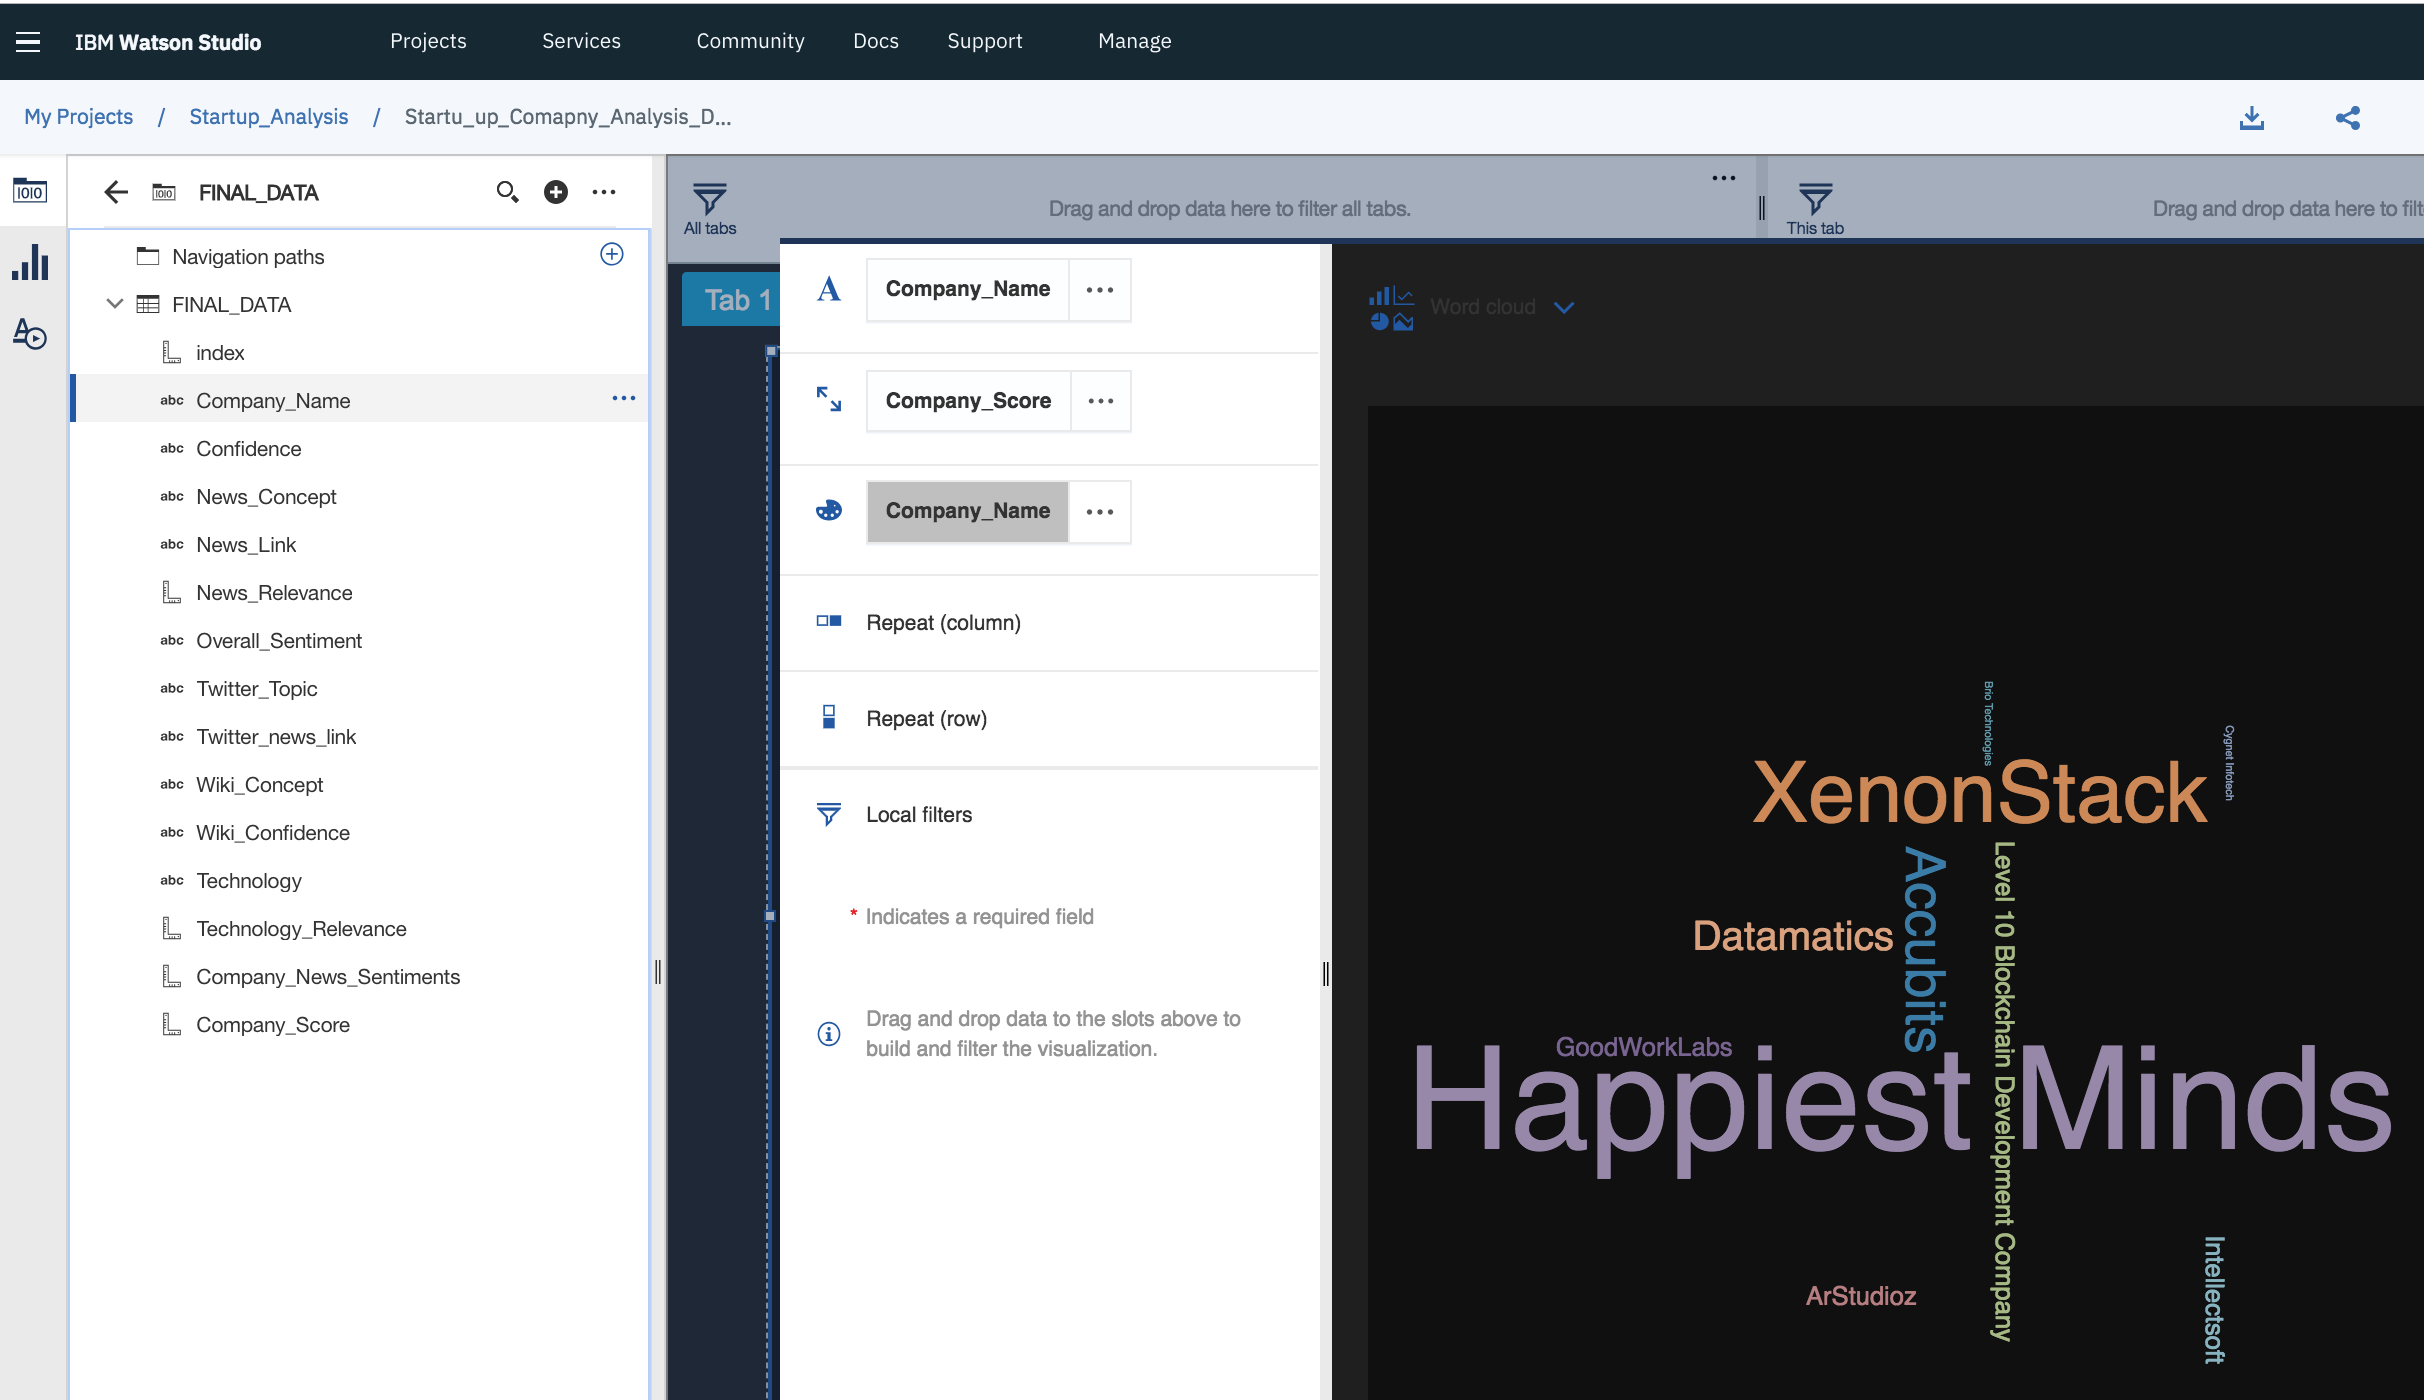 IBM Watson Studio Projects Services Community Docs Support Manage
My Projects / Startup_Analysis / Startu_up_Comapny_Analysis_D...
FINAL_DATA
Navigation paths
FINAL_DATA
index
abc Company_Name
abc Confidence
abc News_Concept
abc News_Link
News_Relevance
abc Overall_Sentiment
abc Twitter_Topic
abc Twitter_news_link
abc Wiki_Concept
abc Wiki_Confidence
abc Technology
Technology_Relevance
Company_News_Sentiments
Company_Score
All tabs
Drag and drop data here to filter all tabs.
This tab
Drag and drop data here to filt
Tab 1
A Company_Name
Company_Score
Company_Name
Repeat (column)
Repeat (row)
Local filters
* Indicates a required field
Drag and drop data to the slots above to
build and filter the visualization.
Word cloud
Brio Technologies
Cygnet Infotech
XenonStack
Accubits
Level 10 Blockchain Development Company
Datamatics
GoodWorkLabs
Happiest Minds
Intellectsoft
ArStudioz